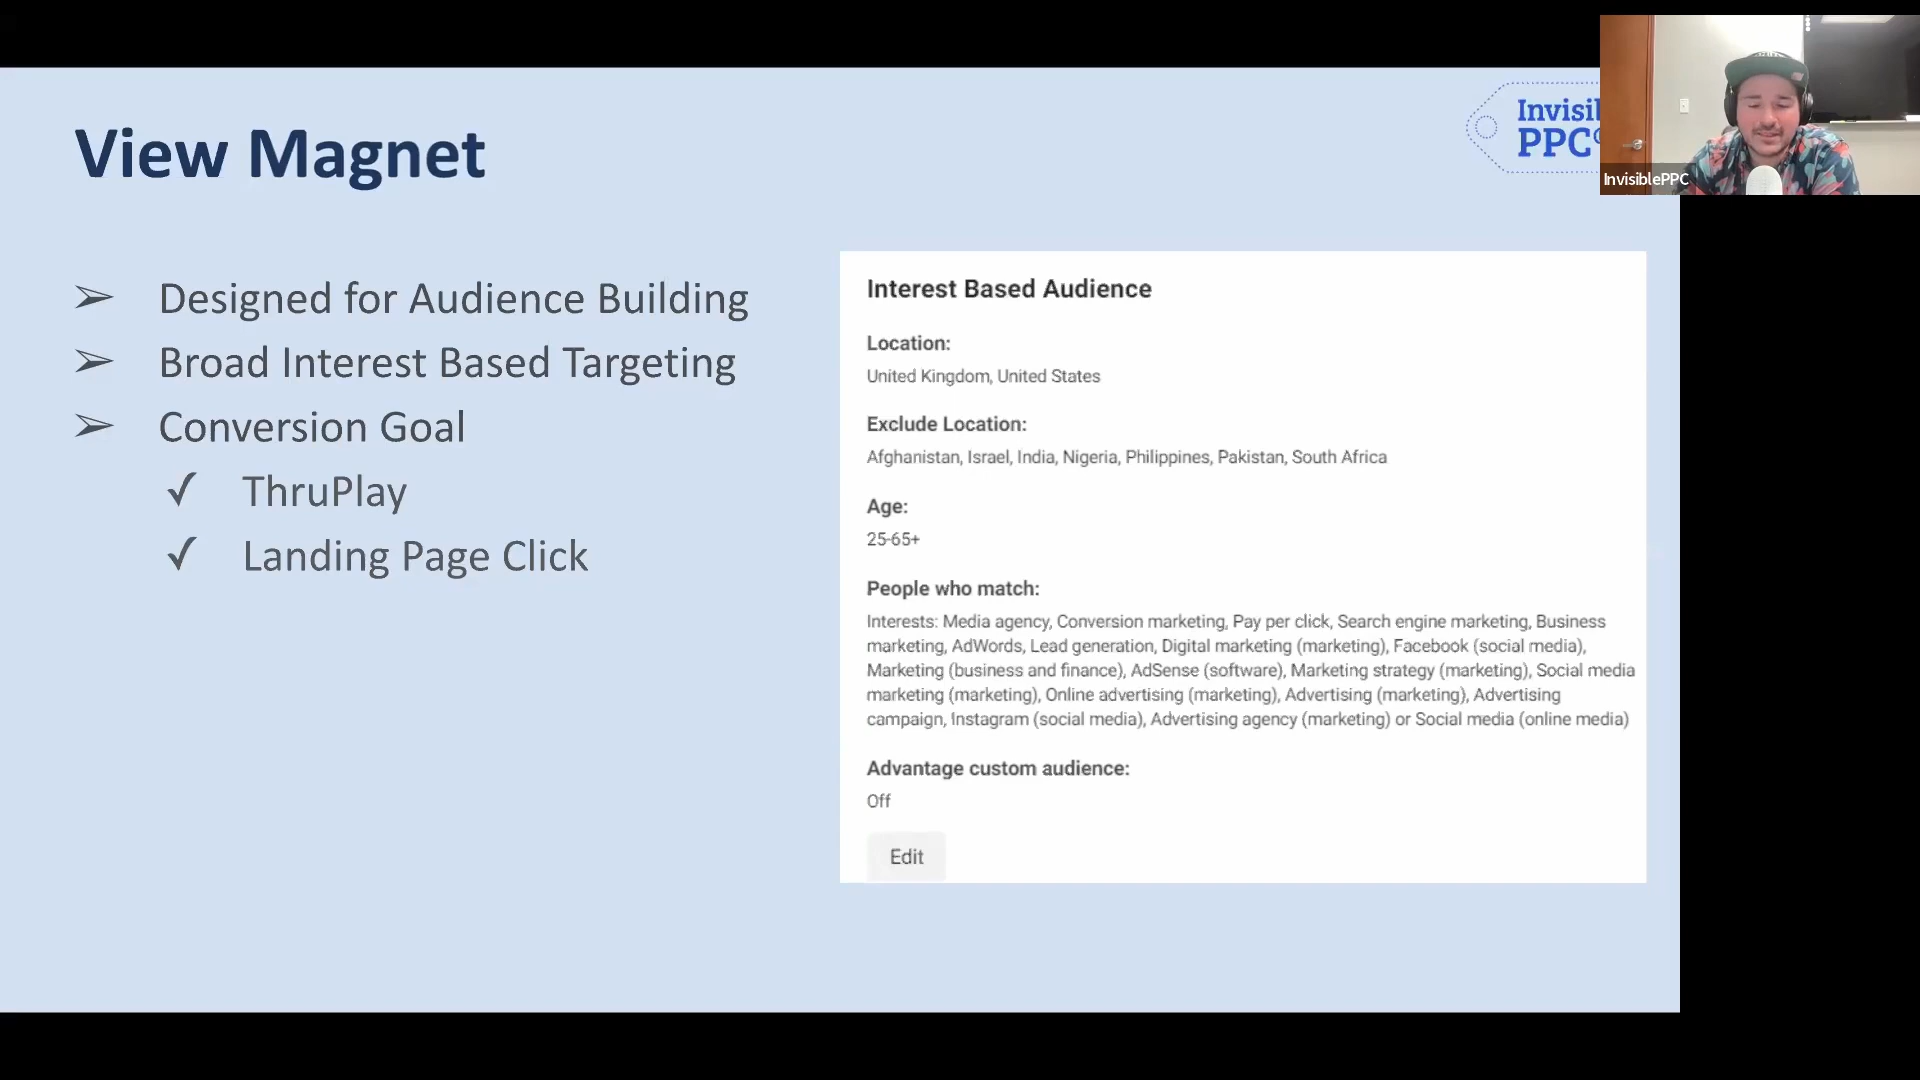 View Magnet
➢ Designed for Audience Building
➢ Broad Interest Based Targeting
➢ Conversion Goal
✓ ThruPlay
✓ Landing Page Click
Interest Based Audience
Location:
United Kingdom, United States
Exclude Location:
Afghanistan, Israel, India, Nigeria, Philippines, Pakistan, South Africa
Age:
25-65+
People who match:
Interests: Media agency, Conversion marketing, Pay per click, Search engine marketing, Business
marketing, AdWords, Lead generation, Digital marketing (marketing), Facebook (social media),
Marketing (business and finance), AdSense (software), Marketing strategy (marketing), Social media
marketing (marketing), Online advertising (marketing), Advertising (marketing), Advertising
campaign, Instagram (social media), Advertising agency (marketing) or Social media (online media)
Advantage custom audience:
Off
Edit
PPC
InvisiblePPC